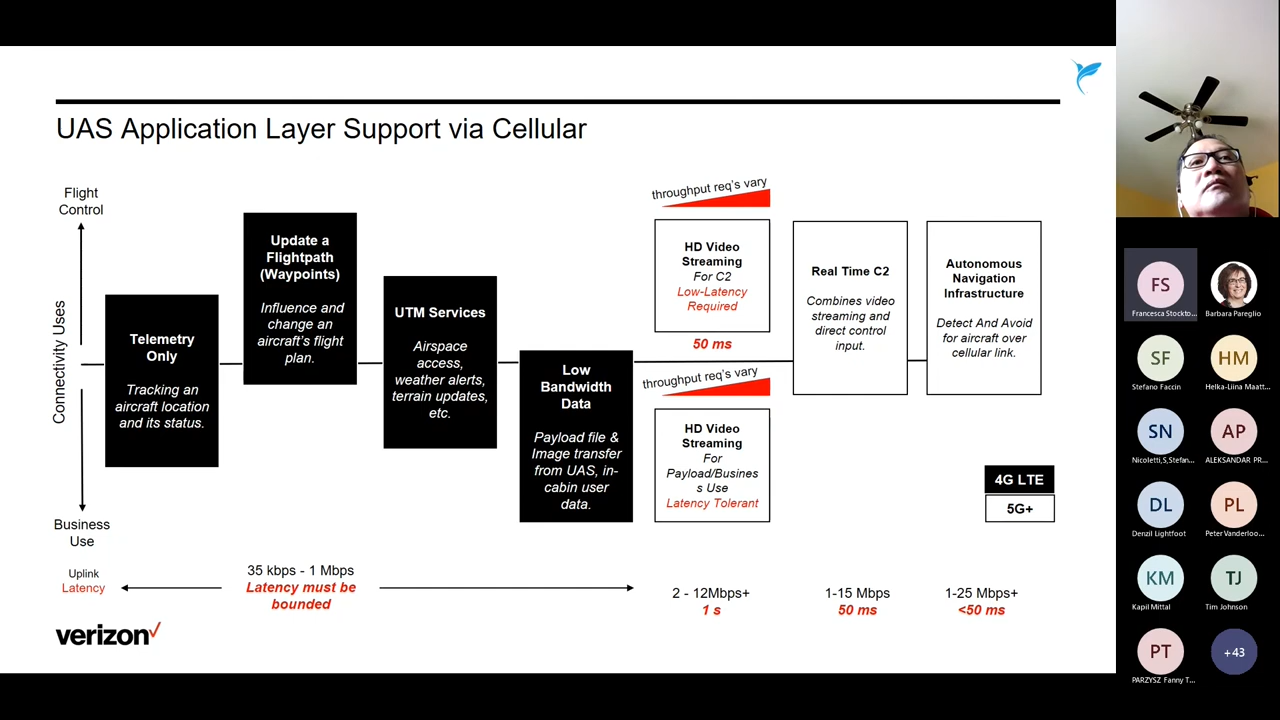 UAS Application Layer Support via Cellular
Flight
Control
Connectivity Uses
Business
Use
Telemetry
Only
Tracking an
aircraft location
and its status.
Update a
Flightpath
(Waypoints)
Influence and
change an
aircraft's flight
plan.
UTM Services
Airspace
access,
weather alerts,
terrain updates,
etc.
Low
Bandwidth
Data
Payload file &
Image transfer
from UAS, in-
cabin user
data.
throughput req's vary
HD Video
Streaming
For C2
Low-Latency
Required
50 ms
throughput req's vary
HD Video
Streaming
For
Payload/Busines
s Use
Latency Tolerant
Real Time C2
Combines video
streaming and
direct control
input.
Autonomous
Navigation
Infrastructure
Detect And Avoid
for aircraft over
cellular link.
4G LTE
5G+
Uplink
Latency
35 kbps - 1 Mbps
Latency must be
bounded
2 - 12Mbps+
1 s
1-15 Mbps
50 ms
1-25 Mbps+
<50 ms
verizon
FS
Francesca Stockto...
Barbara Pareglio
SF
Stefano Faccin
HM
Helka-Liina Maatt...
SN
Nicoletti,S,Stefan...
AP
ALEKSANDAR PR...
DL
Denzil Lightfoot
PL
Peter Vanderloo...
KM
Kapil Mittal
TJ
Tim Johnson
PT
PARZYSZ Fanny T...
+43